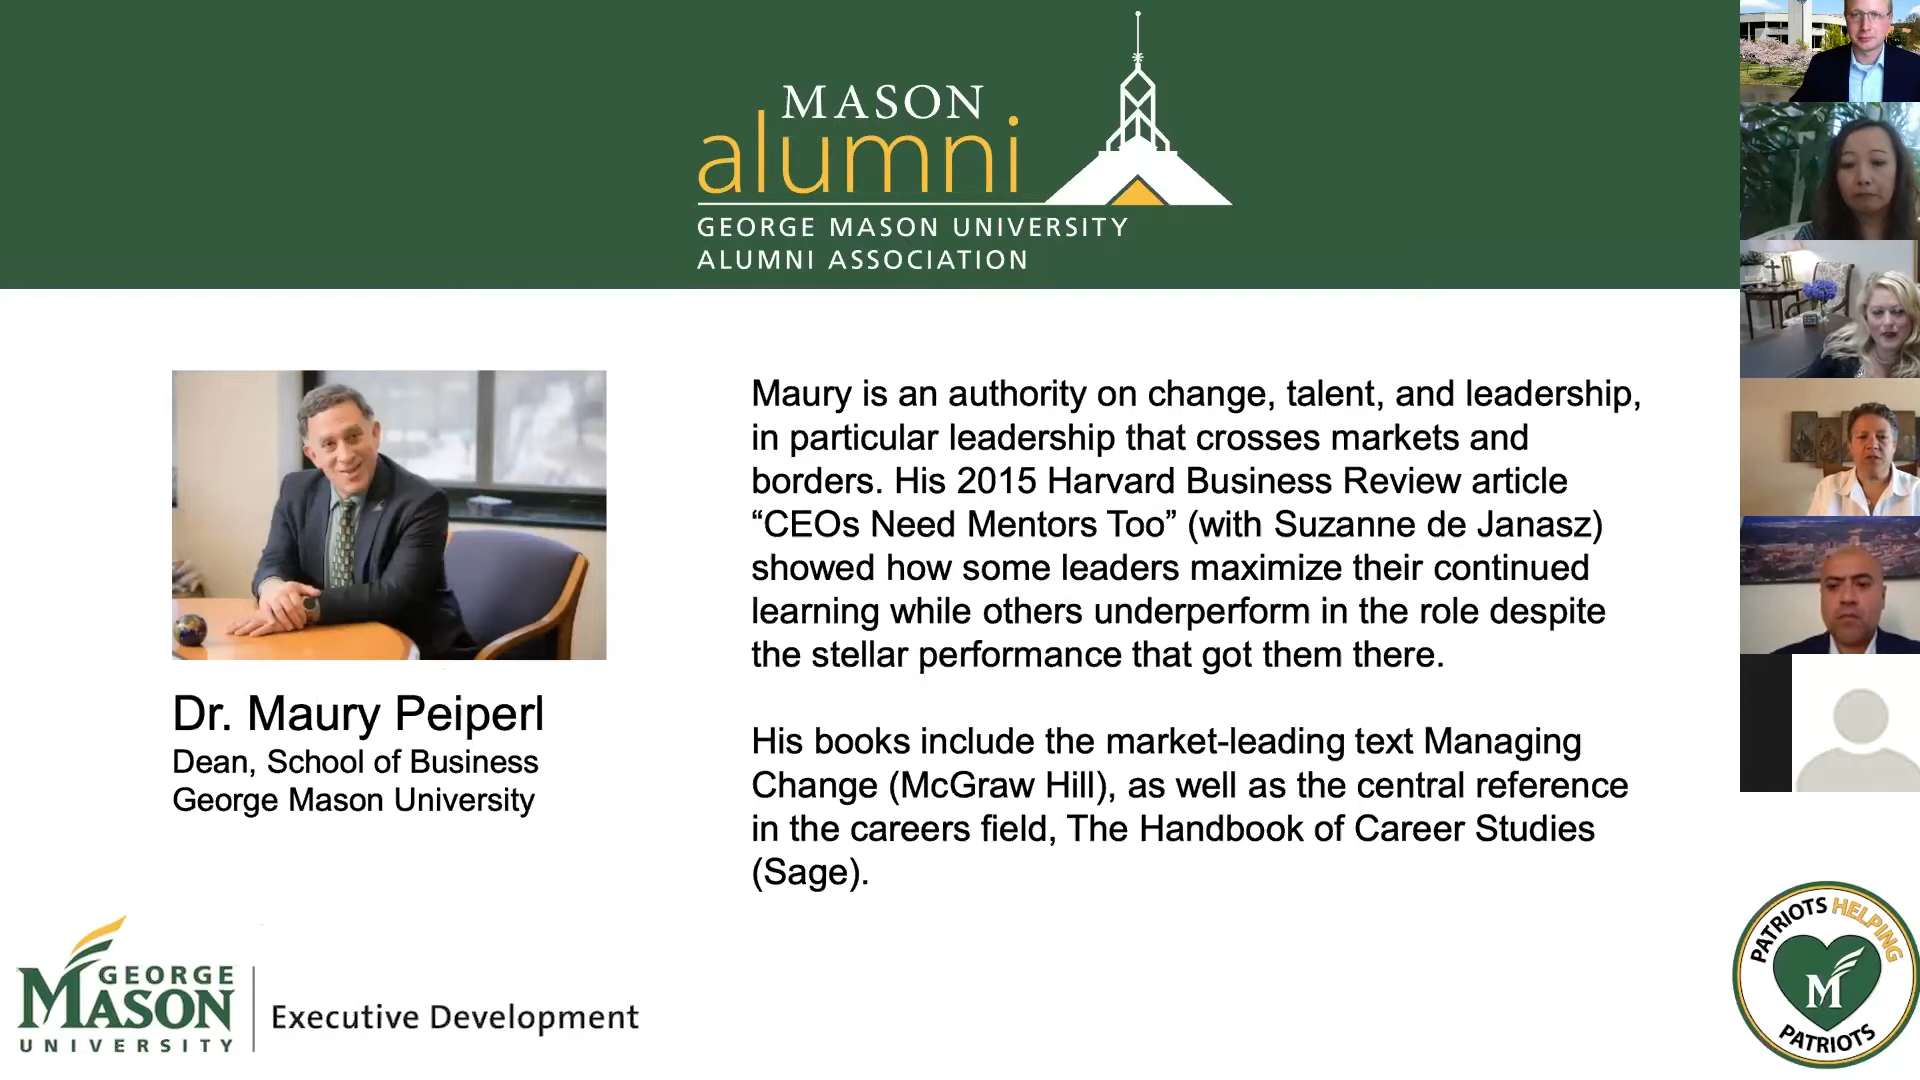 MASON
alumni
GEORGE MASON UNIVERSITY
ALUMNI ASSOCIATION
Maury is an authority on change, talent, and leadership,
in particular leadership that crosses markets and
borders. His 2015 Harvard Business Review article
“CEOs Need Mentors Too” (with Suzanne de Janasz)
showed how some leaders maximize their continued
learning while others underperform in the role despite
the stellar performance that got them there.
His books include the market-leading text Managing
Change (McGraw Hill), as well as the central reference
in the careers field, The Handbook of Career Studies
(Sage).
Dr. Maury Peiperl
Dean, School of Business
George Mason University
GEORGE
MASON
UNIVERSITY
Executive Development
PATRIOTS HELPING
M
PATRIOTS